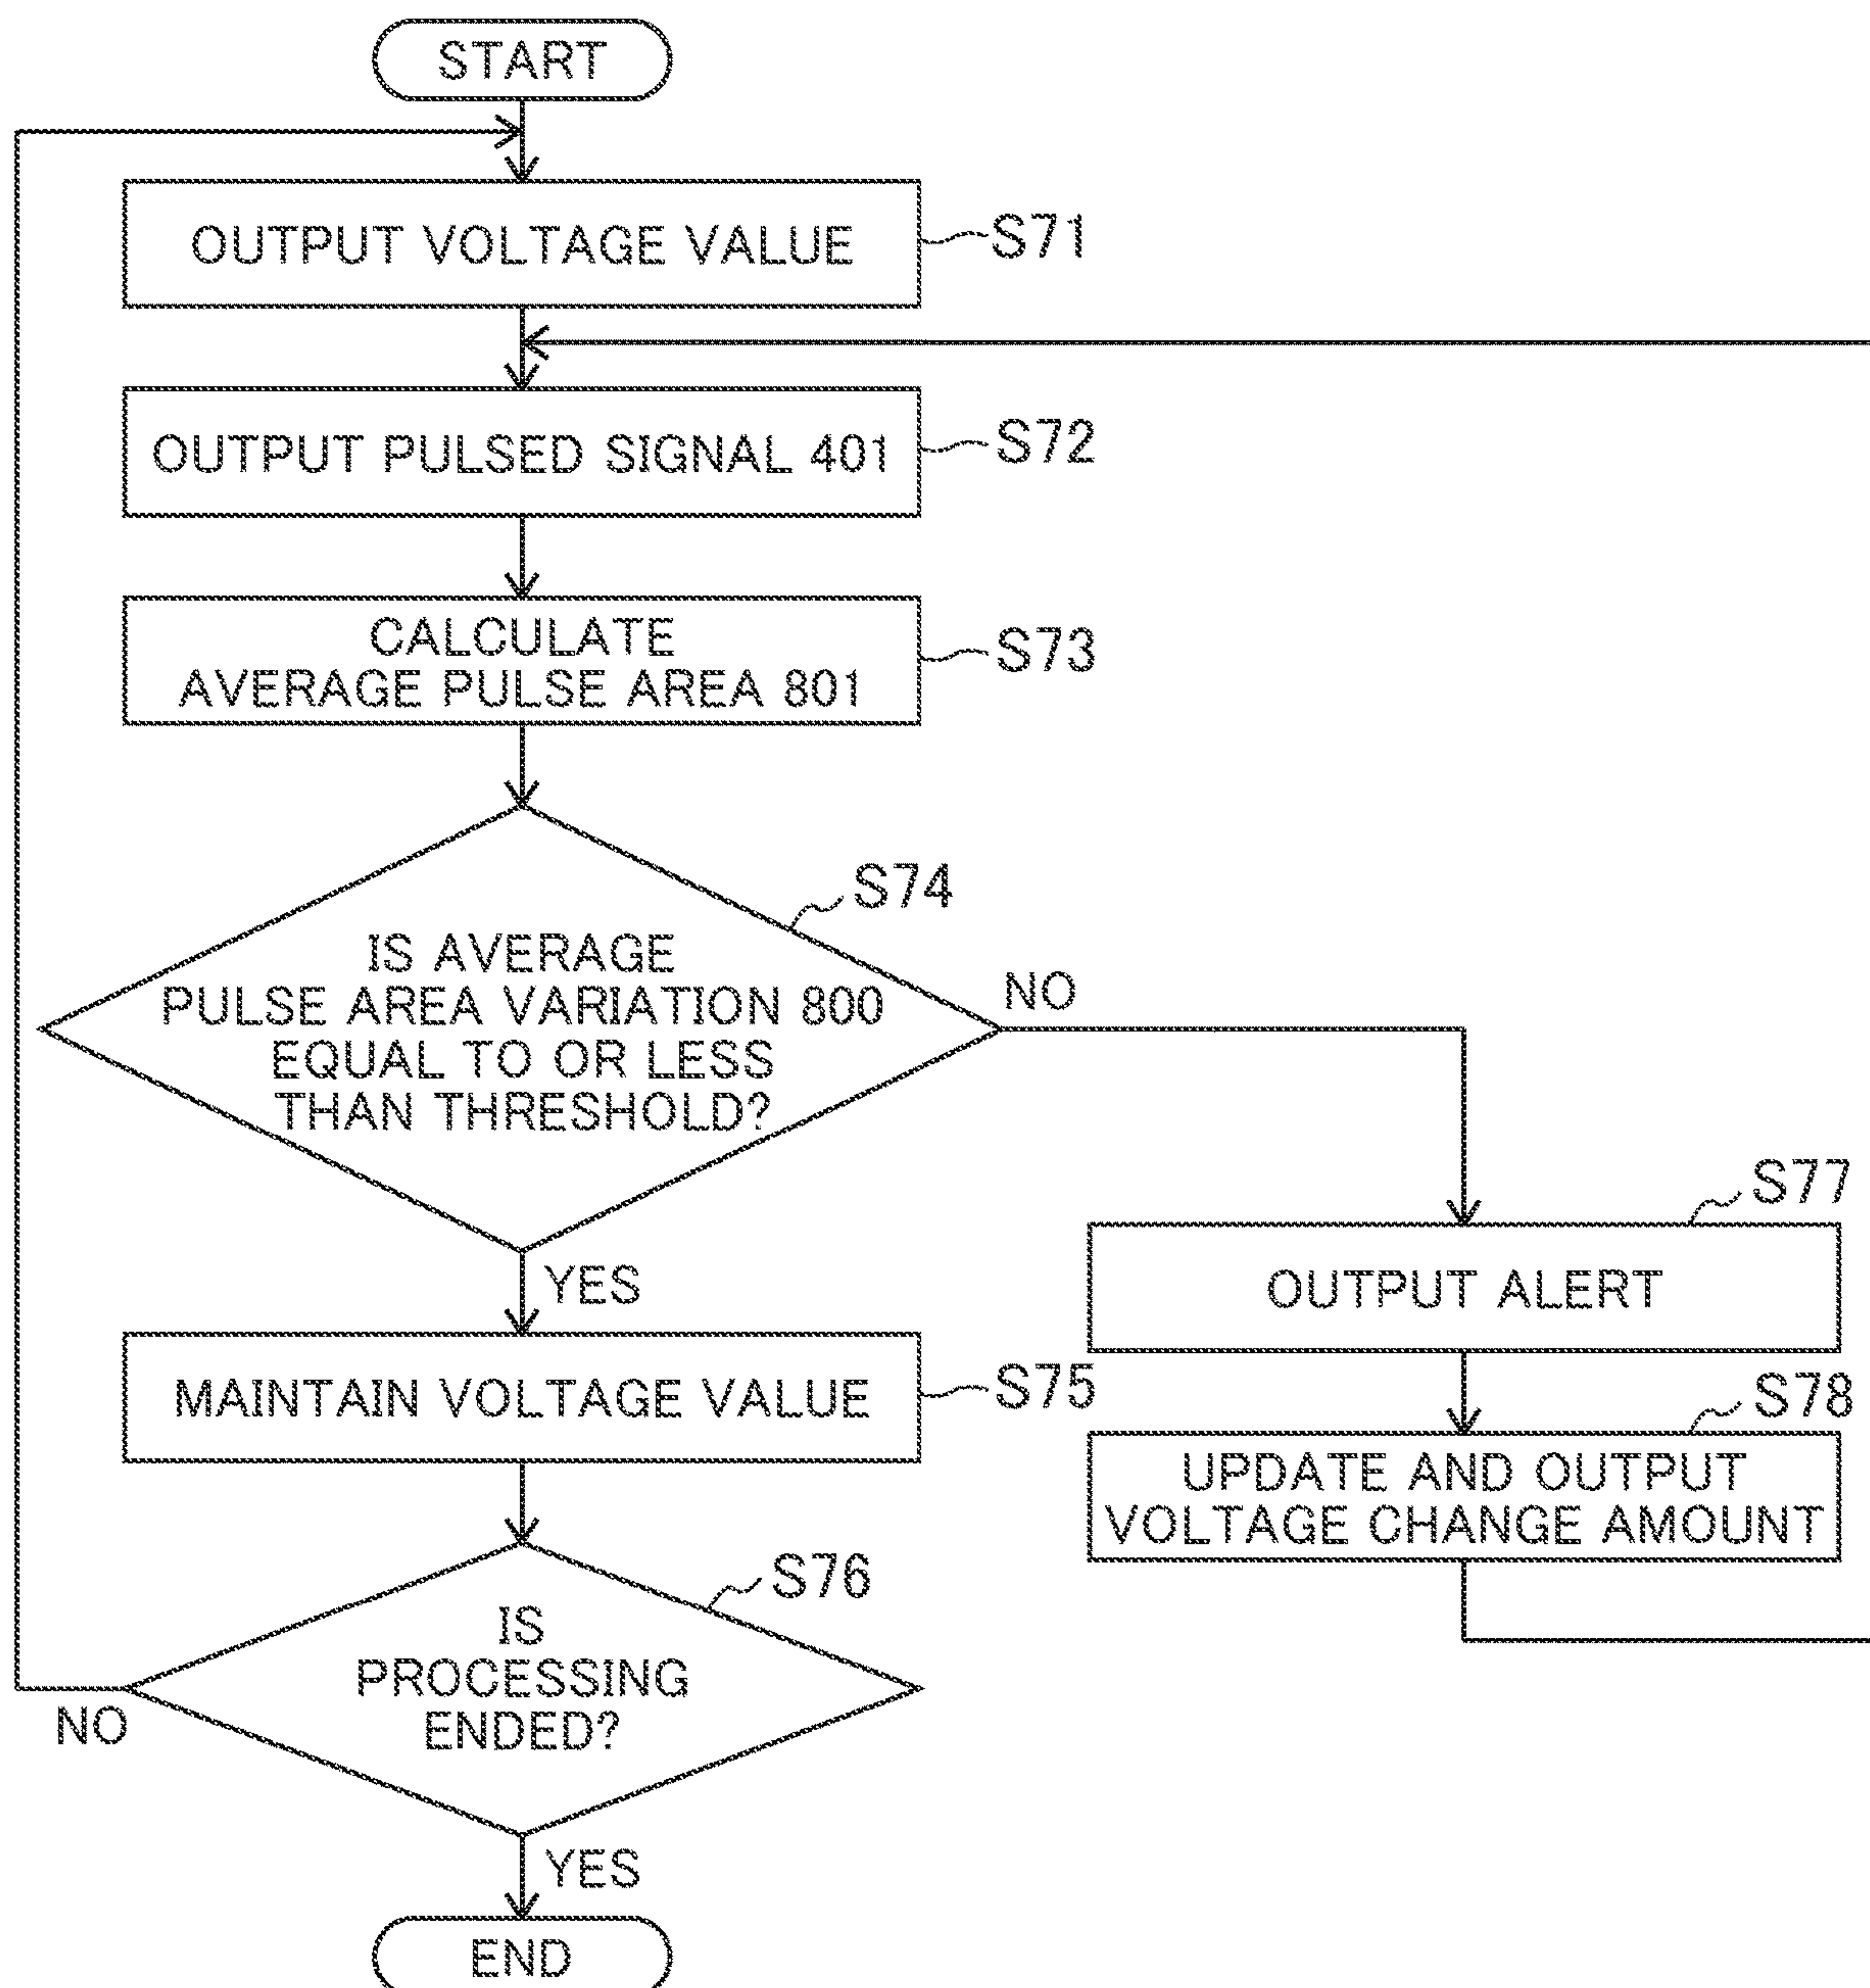 START
OUTPUT VOLTAGE VALUE
S71
OUTPUT PULSED SIGNAL 401
S72
CALCULATE
AVERAGE PULSE AREA 801
S73
S74
IS AVERAGE
PULSE AREA VARIATION 800
EQUAL TO OR LESS
THAN THRESHOLD?
NO
YES
S77
OUTPUT ALERT
MAINTAIN VOLTAGE VALUE
S75
S78
UPDATE AND OUTPUT
VOLTAGE CHANGE AMOUNT
S76
IS
PROCESSING
ENDED?
NO
YES
END